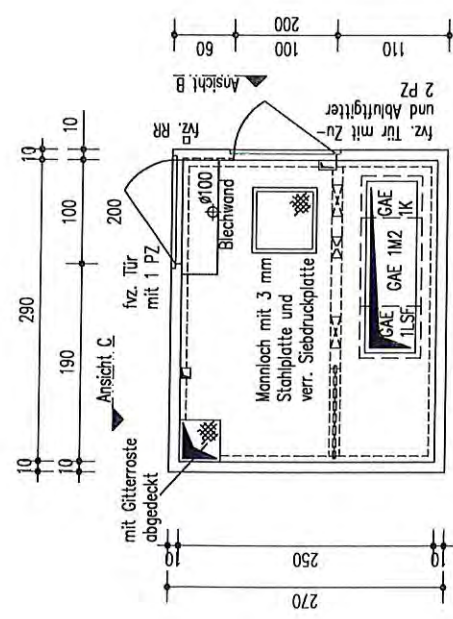 290
10
190
100
10
10
10
Ansicht C
200
fvz. Tür
mit 1 PZ
mit Gitterroste
abgedeckt
ø100
Blechwand
Mannloch mit 3 mm
Stahlplatte und
verr. Siebdruckplatte
GAE
1LSF
GAE 1M2
GAE
1K
fvz. RR
Ansicht B
fvz. Tür mit Zu-
und Abluftgitter
2 PZ
60
100
200
110
10
250
10
270